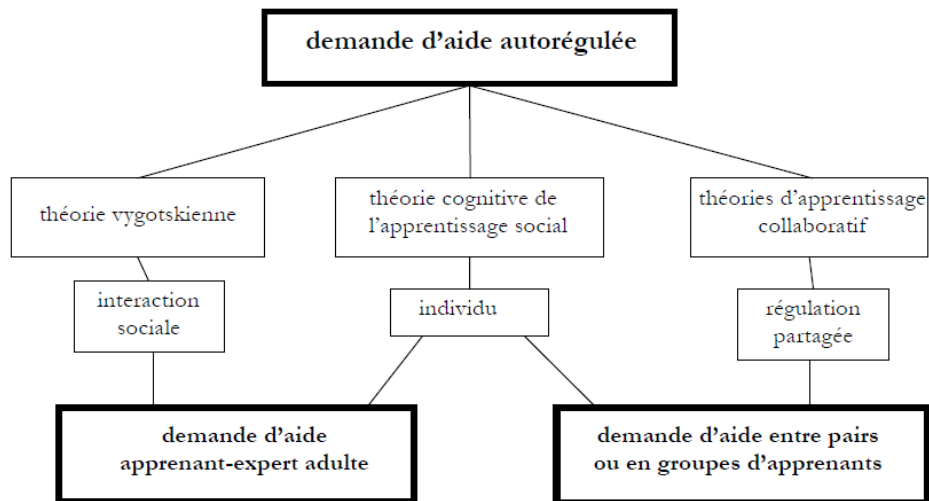 demande d'aide autorégulée
théorie vygotskienne
théorie cognitive de
l'apprentissage social
théories d'apprentissage
collaboratif
interaction
sociale
individu
régulation
partagée
demande d'aide
apprenant-expert adulte
demande d'aide entre pairs
ou en groupes d'apprenants